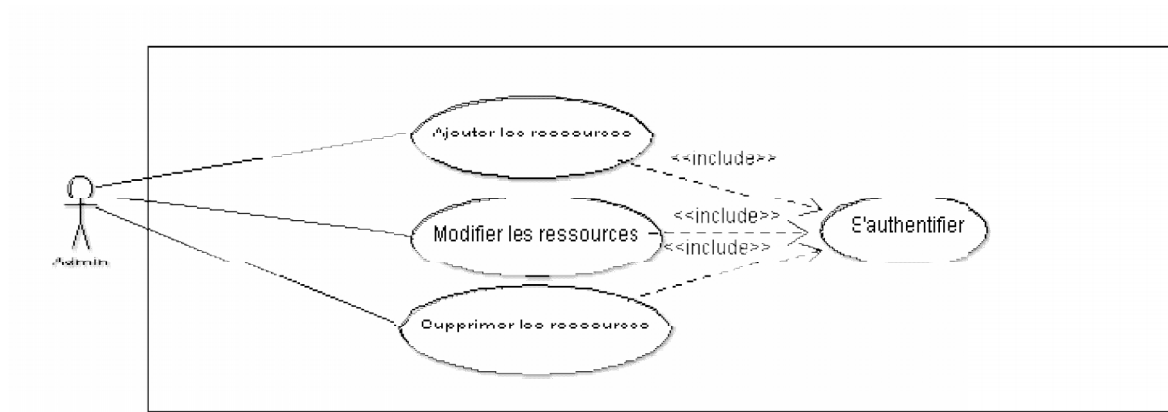 Ajouter les ressources
<<include>>
<<include>>
S'authentifier
Modifier les ressources
<<include>>
Admin
Supprimer les ressources